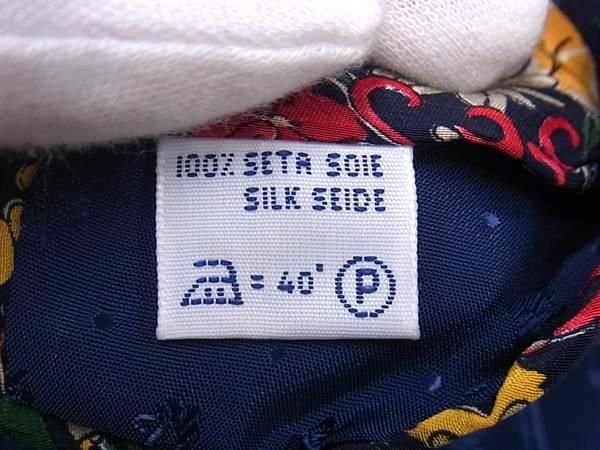 100% SETA SOIE
SILK SEIDE
= 40° P